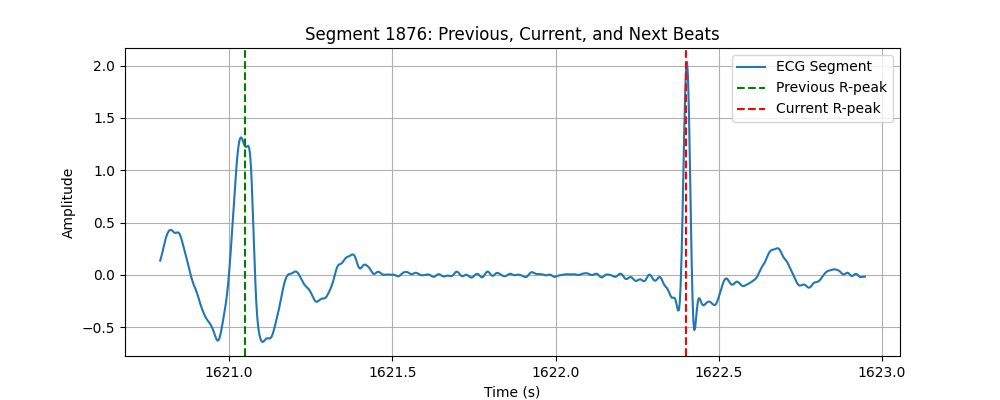 Segment 1876: Previous, Current, and Next Beats
2.0
1.5
1.0
0.5
0.0
−0.5
Amplitude
ECG Segment
Previous R-peak
Current R-peak
1621.0 1621.5 1622.0 1622.5 1623.0
Time (s)